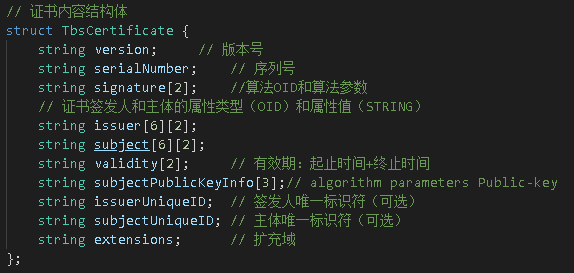 // 证书内容结构体
struct TbsCertificate {
    string version;      // 版本号
    string serialNumber;    // 序列号
    string signature[2];    //算法OID和算法参数
    // 证书签发人和主体的属性类型（OID）和属性值（STRING）
    string issuer[6][2];
    string subject[6][2];
    string validity[2];     // 有效期：起止时间+终止时间
    string subjectPublicKeyInfo[3];// algorithm parameters Public-key
    string issuerUniqueID;  // 签发人唯一标识符（可选）
    string subjectUniqueID; // 主体唯一标识符（可选）
    string extensions;      // 扩充域
};